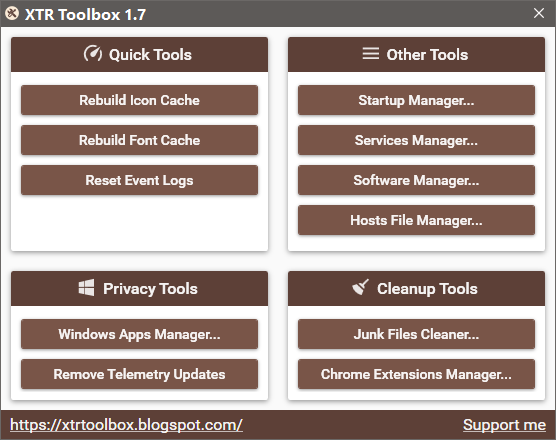 XTR Toolbox 1.7
Quick Tools
Rebuild Icon Cache
Rebuild Font Cache
Reset Event Logs
Other Tools
Startup Manager...
Services Manager...
Software Manager...
Hosts File Manager...
Privacy Tools
Windows Apps Manager...
Remove Telemetry Updates
Cleanup Tools
Junk Files Cleaner...
Chrome Extensions Manager...
https://xtrtoolbox.blogspot.com/
Support me